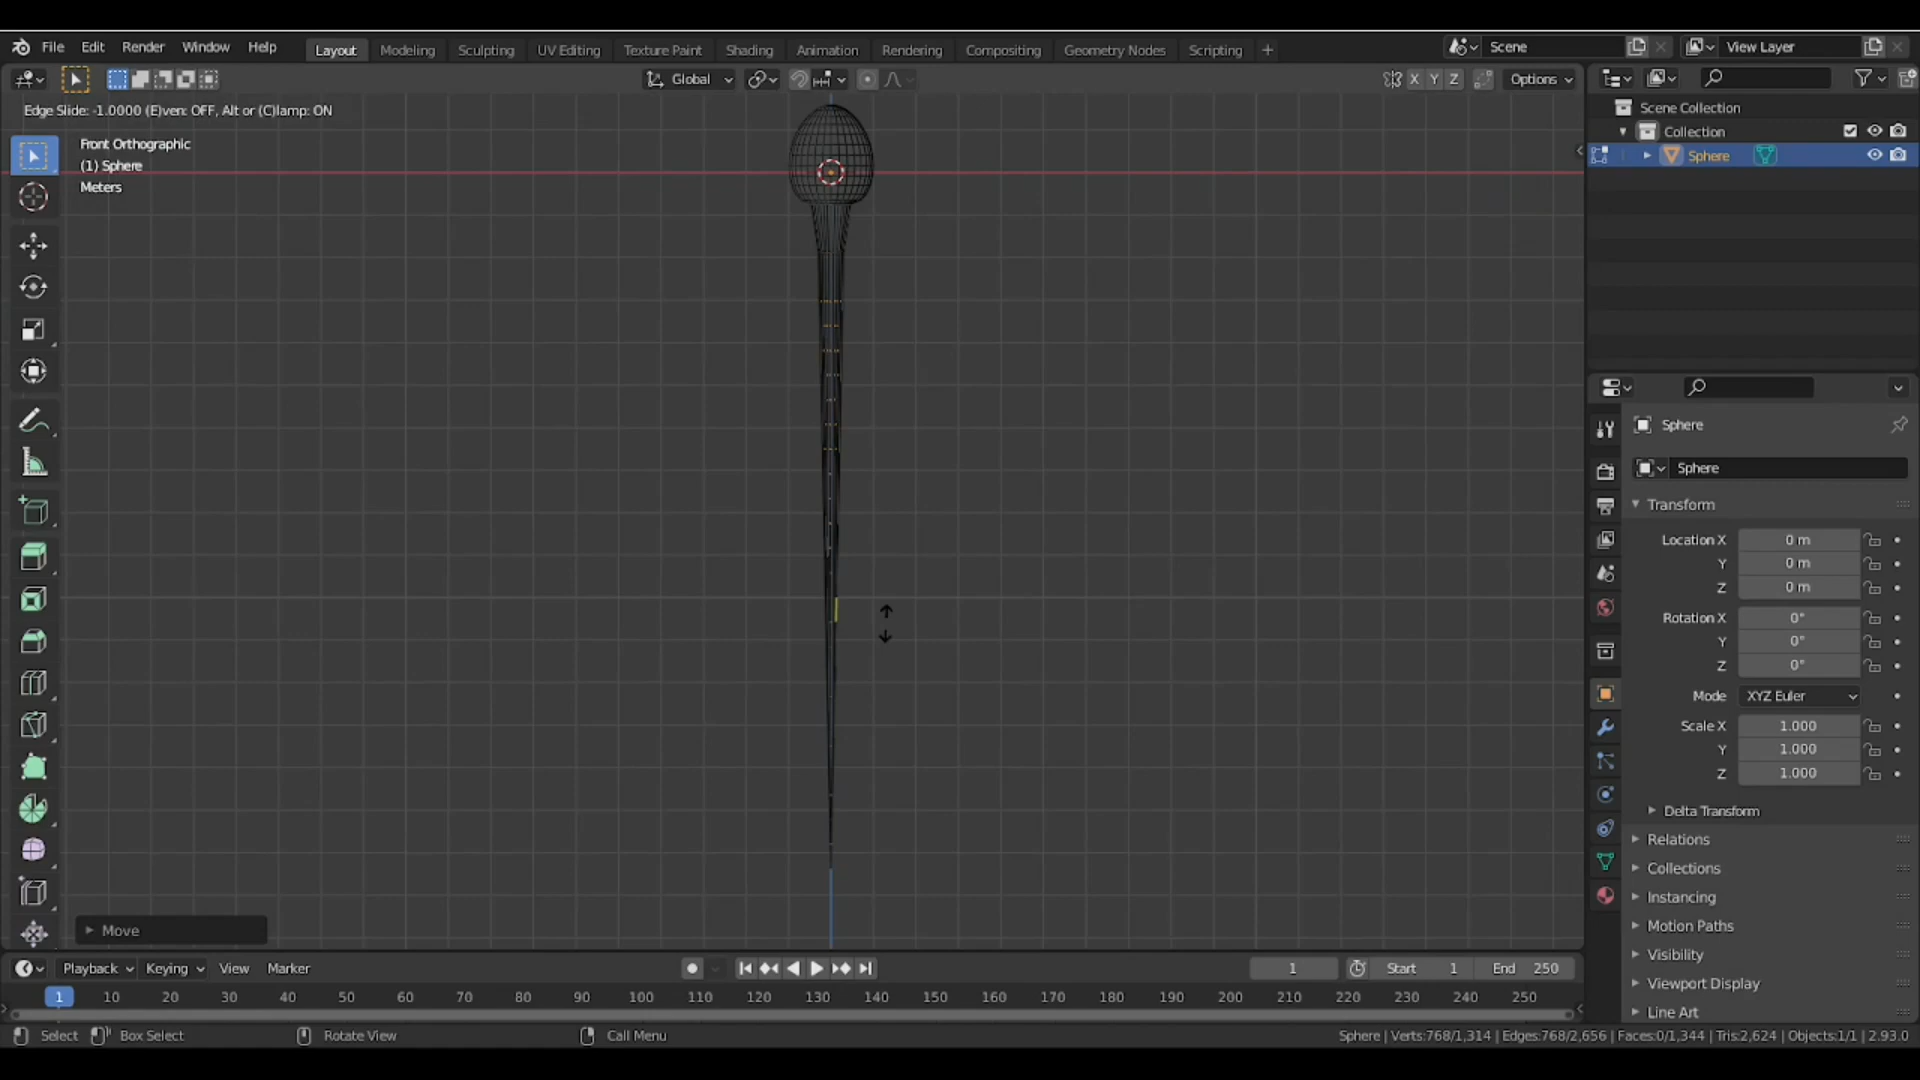 File Edit Render Window Help Layout Modeling Sculpting UV Editing Texture Paint Shading Animation Rendering Compositing Geometry Nodes Scripting + Scene View Layer
Global X Y Z Options
Edge Slide: -1.0000 (E)ven: OFF, Alt or (C)lamp: ON
Scene Collection
Collection
Sphere
Front Orthographic
(1) Sphere
Meters
Sphere
Sphere
Transform
Location X 0 m
Y 0 m
Z 0 m
Rotation X 0°
Y 0°
Z 0°
Mode XYZ Euler
Scale X 1.000
Y 1.000
Z 1.000
Delta Transform
Relations
Collections
Instancing
Motion Paths
Visibility
Viewport Display
Line Art
Move
Playback Keying View Marker 1 Start 1 End 250
1 10 20 30 40 50 60 70 80 90 100 110 120 130 140 150 160 170 180 190 200 210 220 230 240 250
Select Box Select Rotate View Call Menu Sphere | Verts:768/1,314 | Edges:768/2,656 | Faces:0/1,344 | Tris:2,624 | Objects:1/1 | 2.93.0